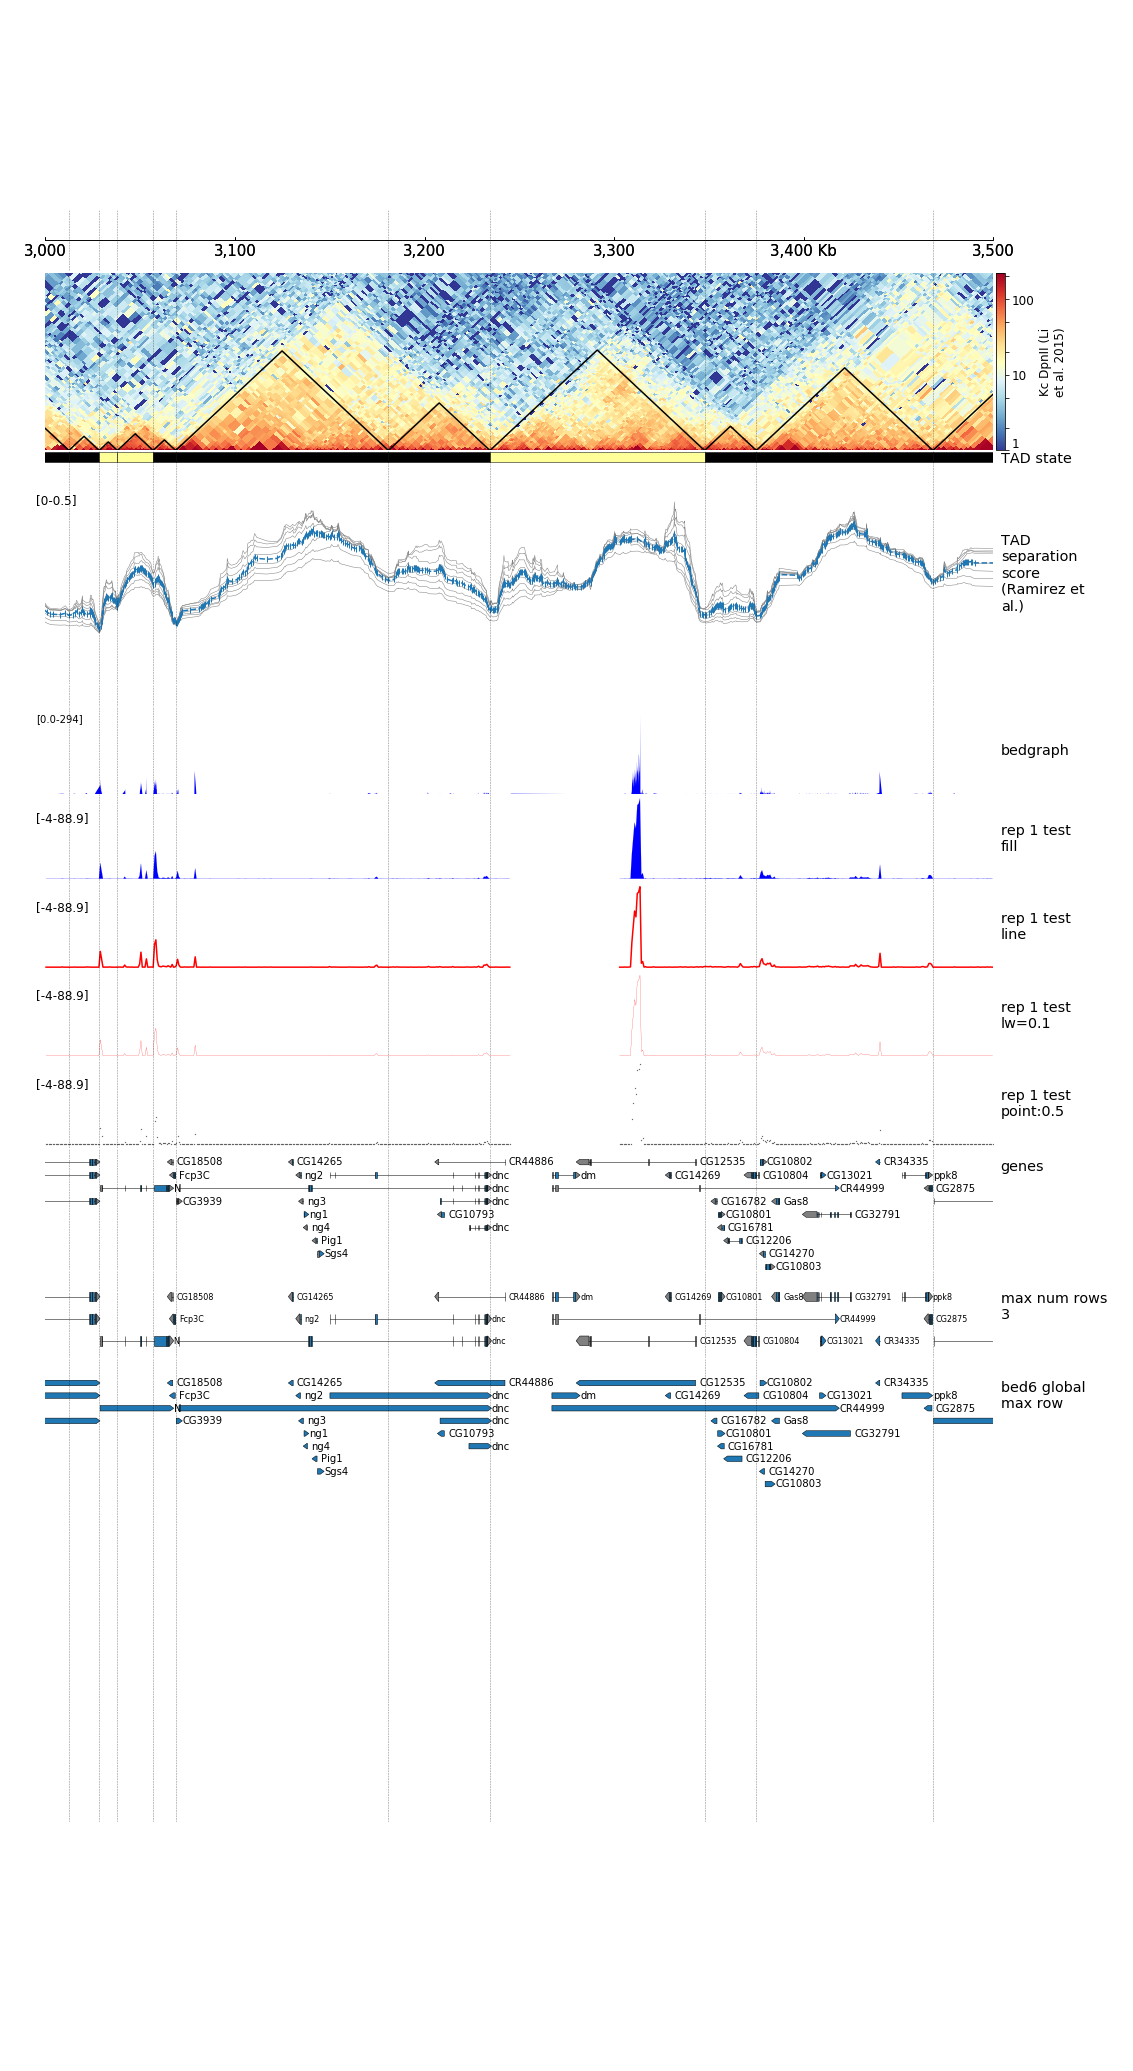 3,000 3,100 3,200 3,300 3,400 Kb 3,500
100
10
1
Kc DpnII (Li
et al. 2015)
TAD state
[0-0.5]
TAD
separation
score
(Ramirez et
al.)
[0.0-294]
bedgraph
[-4-88.9]
rep 1 test
fill
[-4-88.9]
rep 1 test
line
[-4-88.9]
rep 1 test
lw=0.1
[-4-88.9]
rep 1 test
point:0.5
genes
CG18508 CG14265 CR44886 CG12535 CG10802 CR34335
Fcp3C ng2 dnc dm CG14269 CG10804 CG13021 ppk8
N dnc CR44999 CG2875
CG3939 ng3 dnc CG16782 Gas8
ng1 CG10793 CG10801 CG32791
ng4 dnc CG16781
Pig1 CG12206
Sgs4 CG14270
CG10803
max num rows
3
CG18508 CG14265 CR44886 dm CG14269 CG10801 Gas8 CG32791 ppk8
Fcp3C ng2 dnc CR44999 CG2875
N dnc CG12535 CG10804 CG13021 CR34335
bed6 global
max row
CG18508 CG14265 CR44886 CG12535 CG10802 CR34335
Fcp3C ng2 dnc dm CG14269 CG10804 CG13021 ppk8
N dnc CR44999 CG2875
CG3939 ng3 dnc CG16782 Gas8
ng1 CG10793 CG10801 CG32791
ng4 dnc CG16781
Pig1 CG12206
Sgs4 CG14270
CG10803